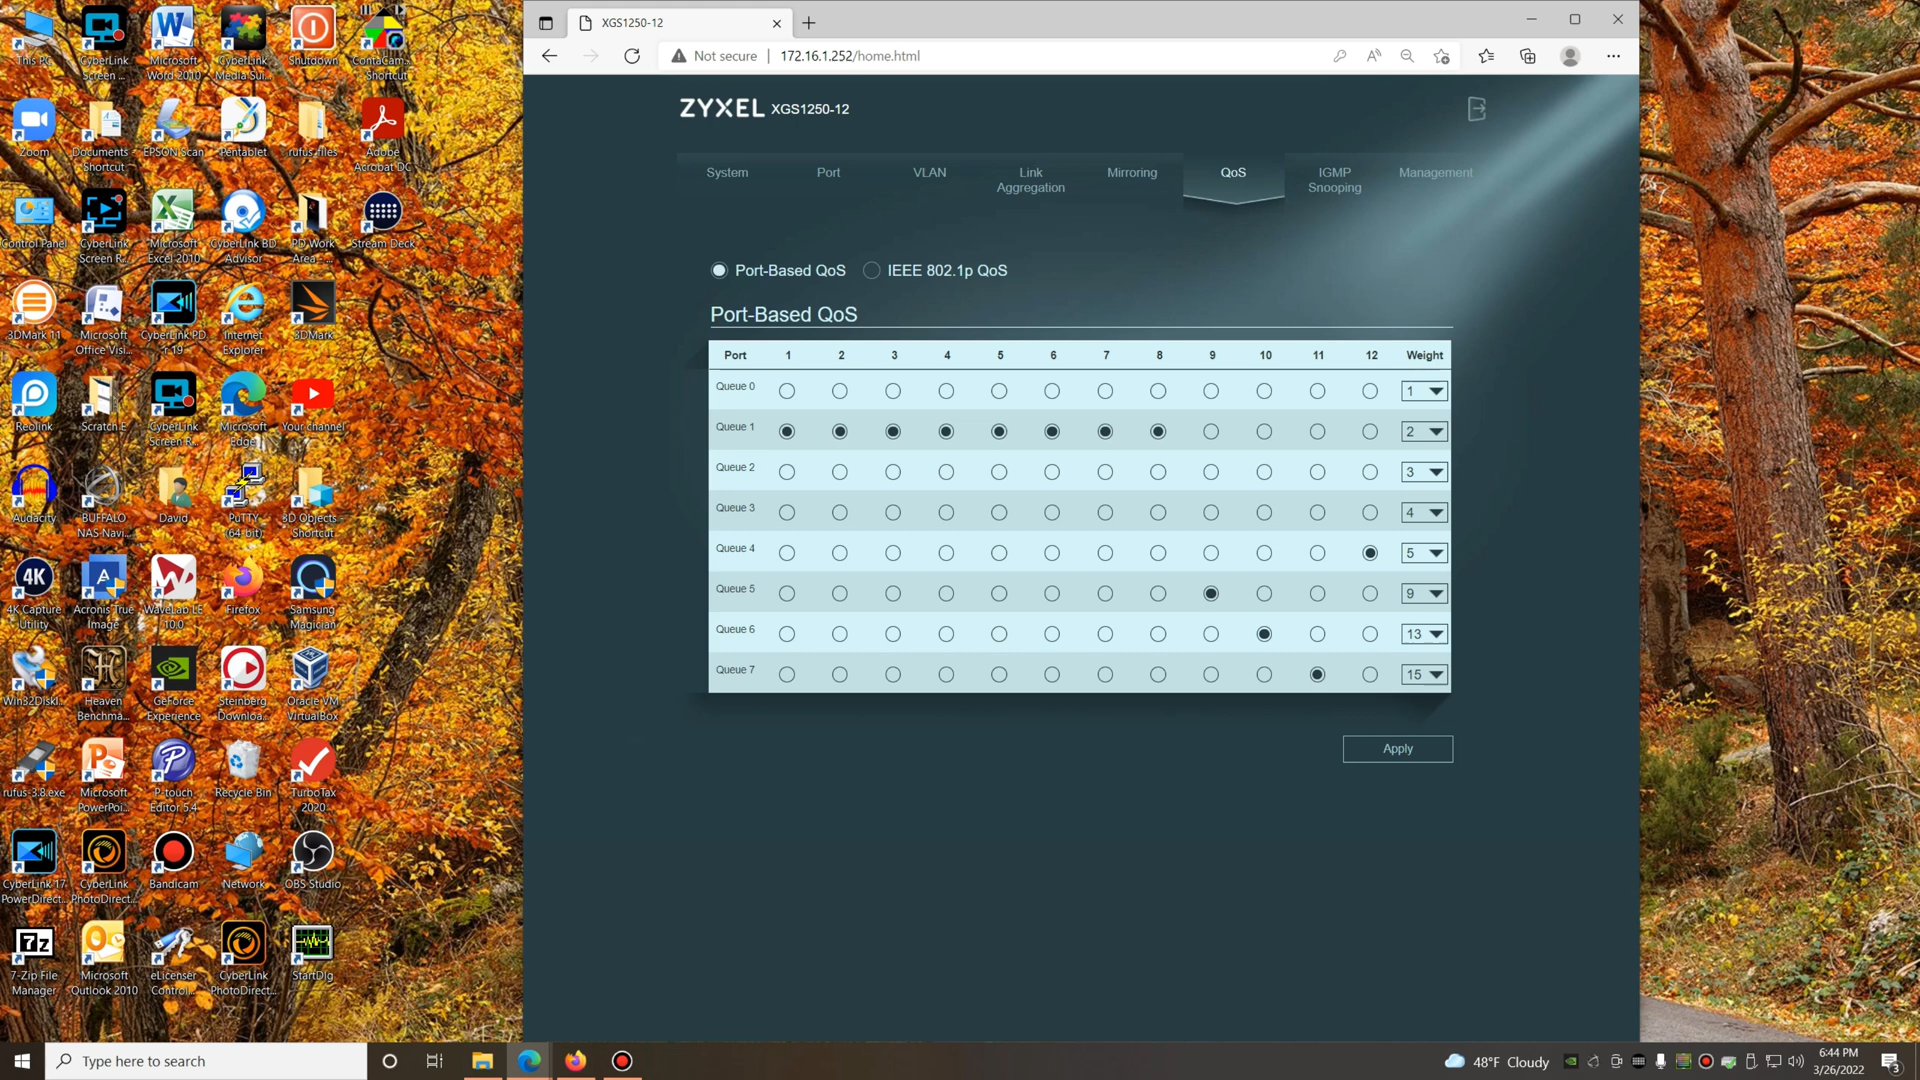 This PC
CyberLink
Screen ...
Microsoft
Word 2010
CyberLink
Media Sui...
Shutdown
ContaCam...
Shortcut
Zoom
Documents -
Shortcut
EPSON Scan
Pentablet
rufus-files
Adobe
Acrobat DC
Control Panel
CyberLink
Screen R...
Microsoft
Excel 2010
CyberLink BD
Advisor
PD Work
Area - ...
Stream Deck
3DMark 11
Microsoft
Office Visi...
CyberLink PD
r 19
Internet
Explorer
3DMark
Reolink
Scratch E
CyberLink
Screen R...
Microsoft
Edge
Your channel
Audacity
BUFFALO
NAS Navi...
David
PuTTY
(64-bit)
3D Objects -
Shortcut
4K
4K Capture
Utility
Acronis True
Image
WaveLab LE
10.0
Firefox
Samsung
Magician
Win32DiskI...
Heaven
Benchma...
GeForce
Experience
Steinberg
Downloa...
Oracle VM
VirtualBox
rufus-3.8.exe
Microsoft
PowerPoi...
P-touch
Editor 5.4
Recycle Bin
TurboTax
2020
CyberLink 17
PowerDirect...
CyberLink
PhotoDirect...
Bandicam
Network
OBS Studio
7z
7-Zip File
Manager
Microsoft
Outlook 2010
eLicenser
Control...
CyberLink
PhotoDirect...
StartDlg
XGS1250-12
Not secure | 172.16.1.252/home.html
ZYXEL XGS1250-12
System Port VLAN Link Aggregation Mirroring QoS IGMP Snooping Management
Port-Based QoS IEEE 802.1p QoS
Port-Based QoS
Port 1 2 3 4 5 6 7 8 9 10 11 12 Weight
Queue 0 1
Queue 1 2
Queue 2 3
Queue 3 4
Queue 4 5
Queue 5 9
Queue 6 13
Queue 7 15
Apply
Type here to search
48°F Cloudy
6:44 PM
3/26/2022
3